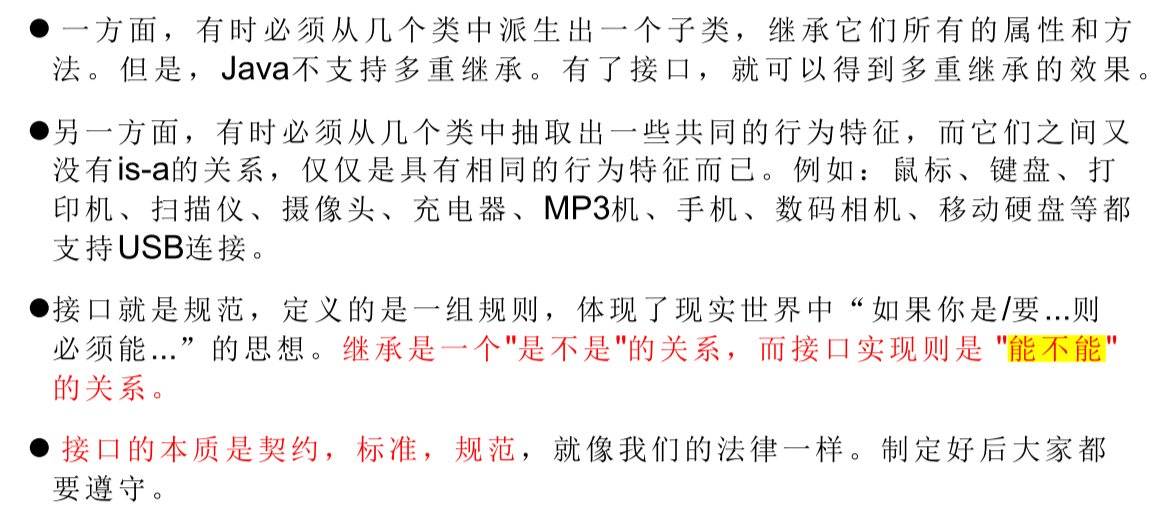 ● 一方面，有时必须从几个类中派生出一个子类，继承它们所有的属性和方
法。但是，Java不支持多重继承。有了接口，就可以得到多重继承的效果。
●另一方面，有时必须从几个类中抽取出一些共同的行为特征，而它们之间又
没有is-a的关系，仅仅是具有相同的行为特征而已。例如：鼠标、键盘、打
印机、扫描仪、摄像头、充电器、MP3机、手机、数码相机、移动硬盘等都
支持USB连接。
●接口就是规范，定义的是一组规则，体现了现实世界中“如果你是/要...则
必须能...”的思想。继承是一个"是不是"的关系，而接口实现则是 "能不能"
的关系。
● 接口的本质是契约，标准，规范，就像我们的法律一样。制定好后大家都
要遵守。